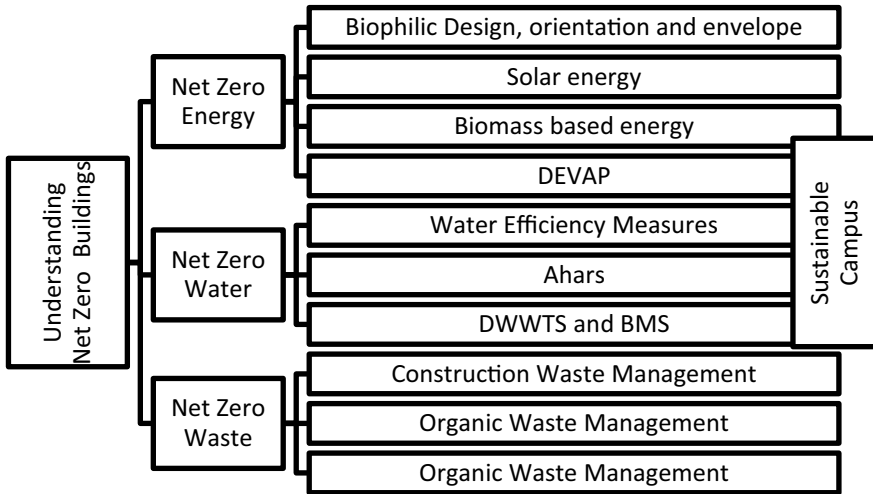 Understanding
Net Zero Buildings
Net Zero
Energy
Biophilic Design, orientation and envelope
Solar energy
Biomass based energy
DEVAP
Net Zero
Water
Water Efficiency Measures
Ahars
DWWTS and BMS
Net Zero
Waste
Construction Waste Management
Organic Waste Management
Organic Waste Management
Sustainable
Campus